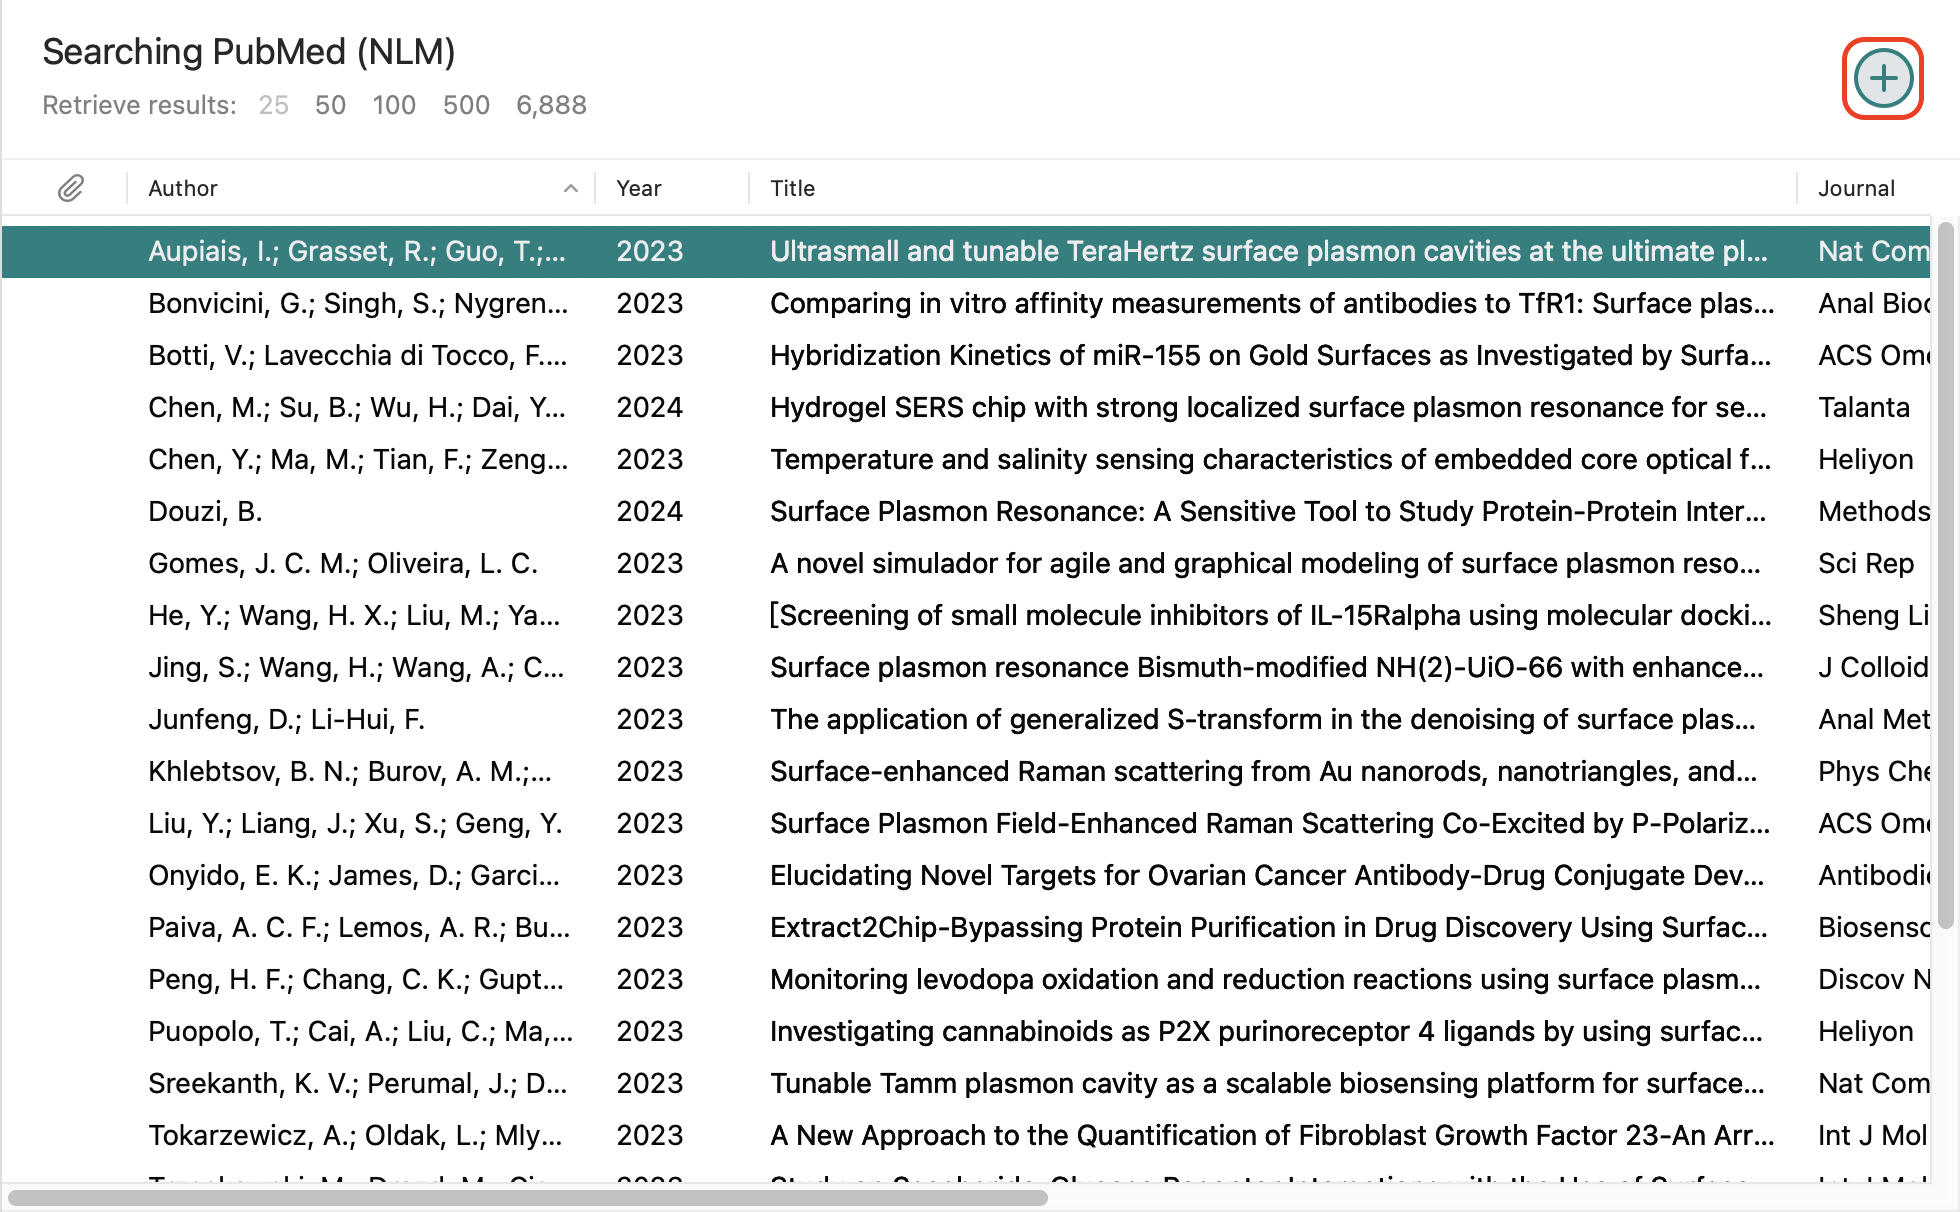 Searching PubMed (NLM)
Retrieve results: 25 50 100 500 6,888
Author Year Title Journal
Aupiais, I.; Grasset, R.; Guo, T.;... 2023 Ultrasmall and tunable TeraHertz surface plasmon cavities at the ultimate pl... Nat Com
Bonvicini, G.; Singh, S.; Nygren... 2023 Comparing in vitro affinity measurements of antibodies to TfR1: Surface plas... Anal Bioc
Botti, V.; Lavecchia di Tocco, F.... 2023 Hybridization Kinetics of miR-155 on Gold Surfaces as Investigated by Surfa... ACS Ome
Chen, M.; Su, B.; Wu, H.; Dai, Y... 2024 Hydrogel SERS chip with strong localized surface plasmon resonance for se... Talanta
Chen, Y.; Ma, M.; Tian, F.; Zeng... 2023 Temperature and salinity sensing characteristics of embedded core optical f... Heliyon
Douzi, B. 2024 Surface Plasmon Resonance: A Sensitive Tool to Study Protein-Protein Inter... Methods
Gomes, J. C. M.; Oliveira, L. C. 2023 A novel simulador for agile and graphical modeling of surface plasmon reso... Sci Rep
He, Y.; Wang, H. X.; Liu, M.; Ya... 2023 [Screening of small molecule inhibitors of IL-15Ralpha using molecular docki... Sheng Li
Jing, S.; Wang, H.; Wang, A.; C... 2023 Surface plasmon resonance Bismuth-modified NH(2)-UiO-66 with enhance... J Colloid
Junfeng, D.; Li-Hui, F. 2023 The application of generalized S-transform in the denoising of surface plas... Anal Met
Khlebtsov, B. N.; Burov, A. M.;... 2023 Surface-enhanced Raman scattering from Au nanorods, nanotriangles, and... Phys Che
Liu, Y.; Liang, J.; Xu, S.; Geng, Y. 2023 Surface Plasmon Field-Enhanced Raman Scattering Co-Excited by P-Polariz... ACS Ome
Onyido, E. K.; James, D.; Garci... 2023 Elucidating Novel Targets for Ovarian Cancer Antibody-Drug Conjugate Dev... Antibodie
Paiva, A. C. F.; Lemos, A. R.; Bu... 2023 Extract2Chip-Bypassing Protein Purification in Drug Discovery Using Surfac... Biosenso
Peng, H. F.; Chang, C. K.; Gupt... 2023 Monitoring levodopa oxidation and reduction reactions using surface plasm... Discov N
Puopolo, T.; Cai, A.; Liu, C.; Ma,... 2023 Investigating cannabinoids as P2X purinoreceptor 4 ligands by using surfac... Heliyon
Sreekanth, K. V.; Perumal, J.; D... 2023 Tunable Tamm plasmon cavity as a scalable biosensing platform for surface... Nat Com
Tokarzewicz, A.; Oldak, L.; Mly... 2023 A New Approach to the Quantification of Fibroblast Growth Factor 23-An Arr... Int J Mol